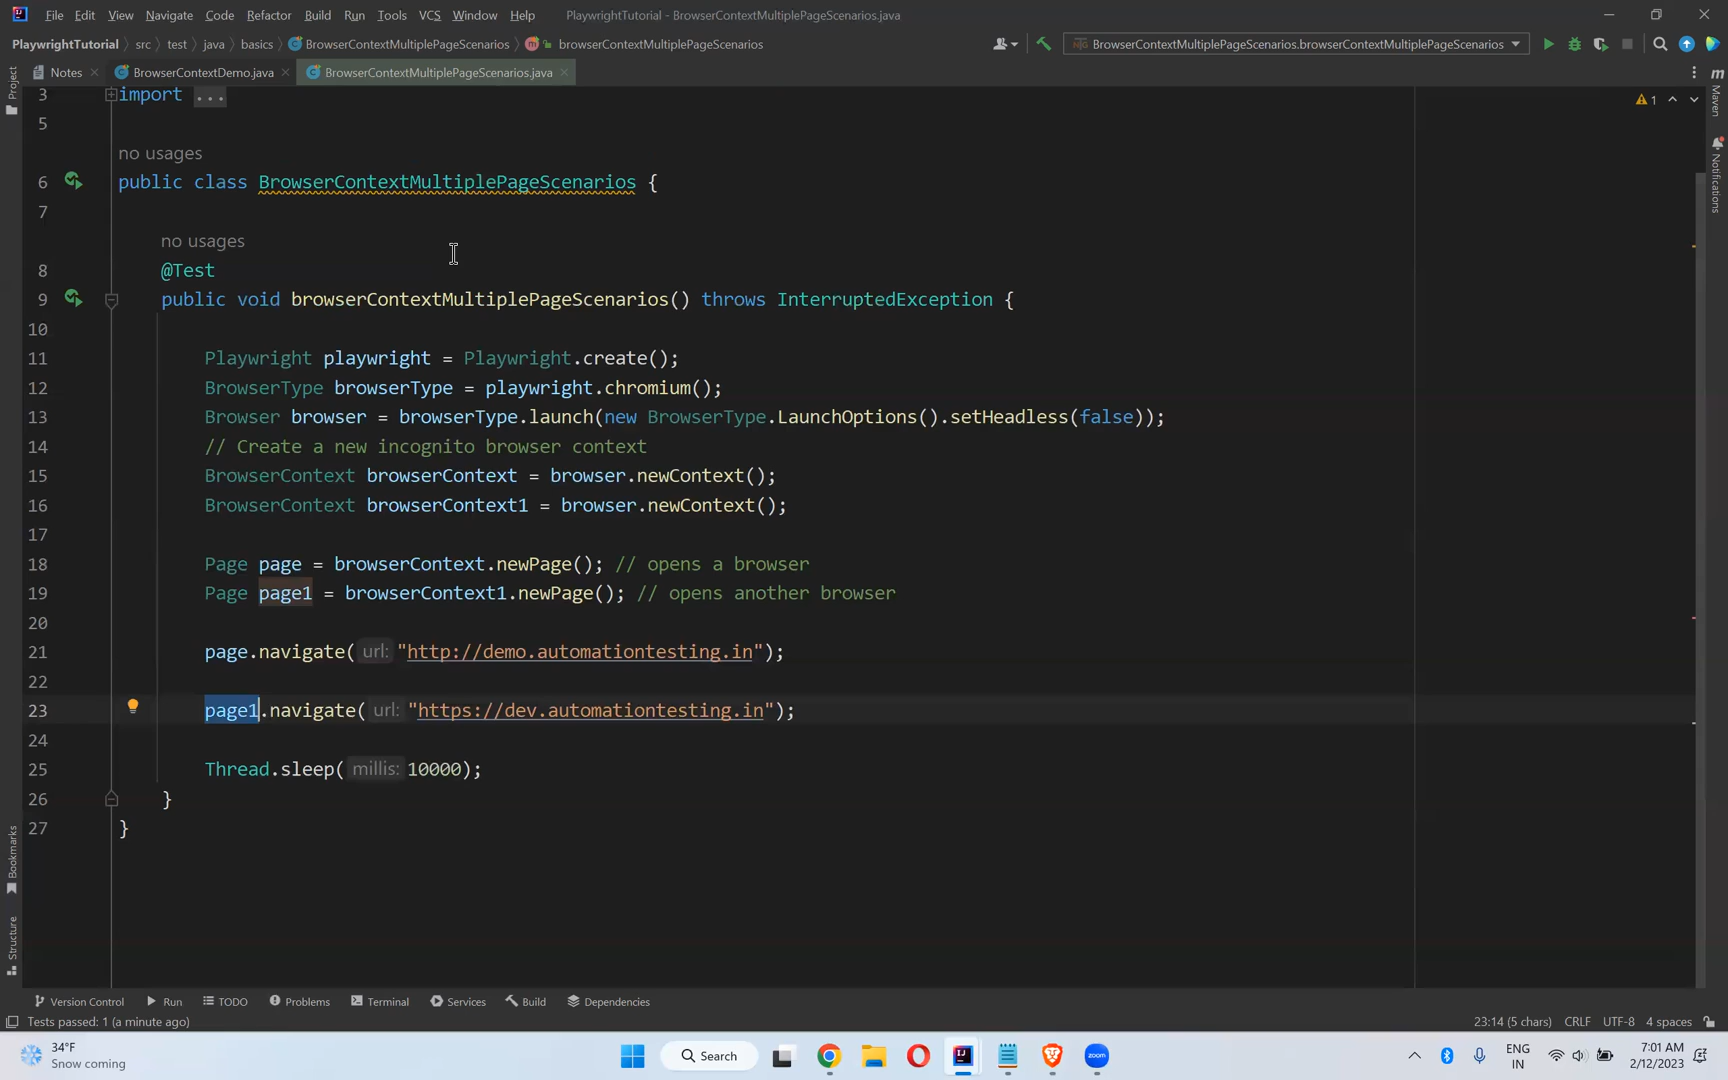 File Edit View Navigate Code Refactor Build Run Tools VCS Window Help PlaywrightTutorial - BrowserContextMultiplePageScenarios.java
PlaywrightTutorial src test java basics BrowserContextMultiplePageScenarios browserContextMultiplePageScenarios BrowserContextMultiplePageScenarios.browserContextMultiplePageScenarios
Notes BrowserContextDemo.java BrowserContextMultiplePageScenarios.java
Project
Maven
Notifications
Bookmarks
Structure
1
3 import ...
5
no usages
6 public class BrowserContextMultiplePageScenarios {
7
no usages
8 @Test
9 public void browserContextMultiplePageScenarios() throws InterruptedException {
10
11 Playwright playwright = Playwright.create();
12 BrowserType browserType = playwright.chromium();
13 Browser browser = browserType.launch(new BrowserType.LaunchOptions().setHeadless(false));
14 // Create a new incognito browser context
15 BrowserContext browserContext = browser.newContext();
16 BrowserContext browserContext1 = browser.newContext();
17
18 Page page = browserContext.newPage(); // opens a browser
19 Page page1 = browserContext1.newPage(); // opens another browser
20
21 page.navigate( url: "http://demo.automationtesting.in");
22
23 page1.navigate( url: "https://dev.automationtesting.in");
24
25 Thread.sleep( millis: 10000);
26 }
27 }
Version Control Run TODO Problems Terminal Services Build Dependencies
Tests passed: 1 (a minute ago) 23:14 (5 chars) CRLF UTF-8 4 spaces
34°F
Snow coming
Search
zoom
ENG
IN
7:01 AM
2/12/2023